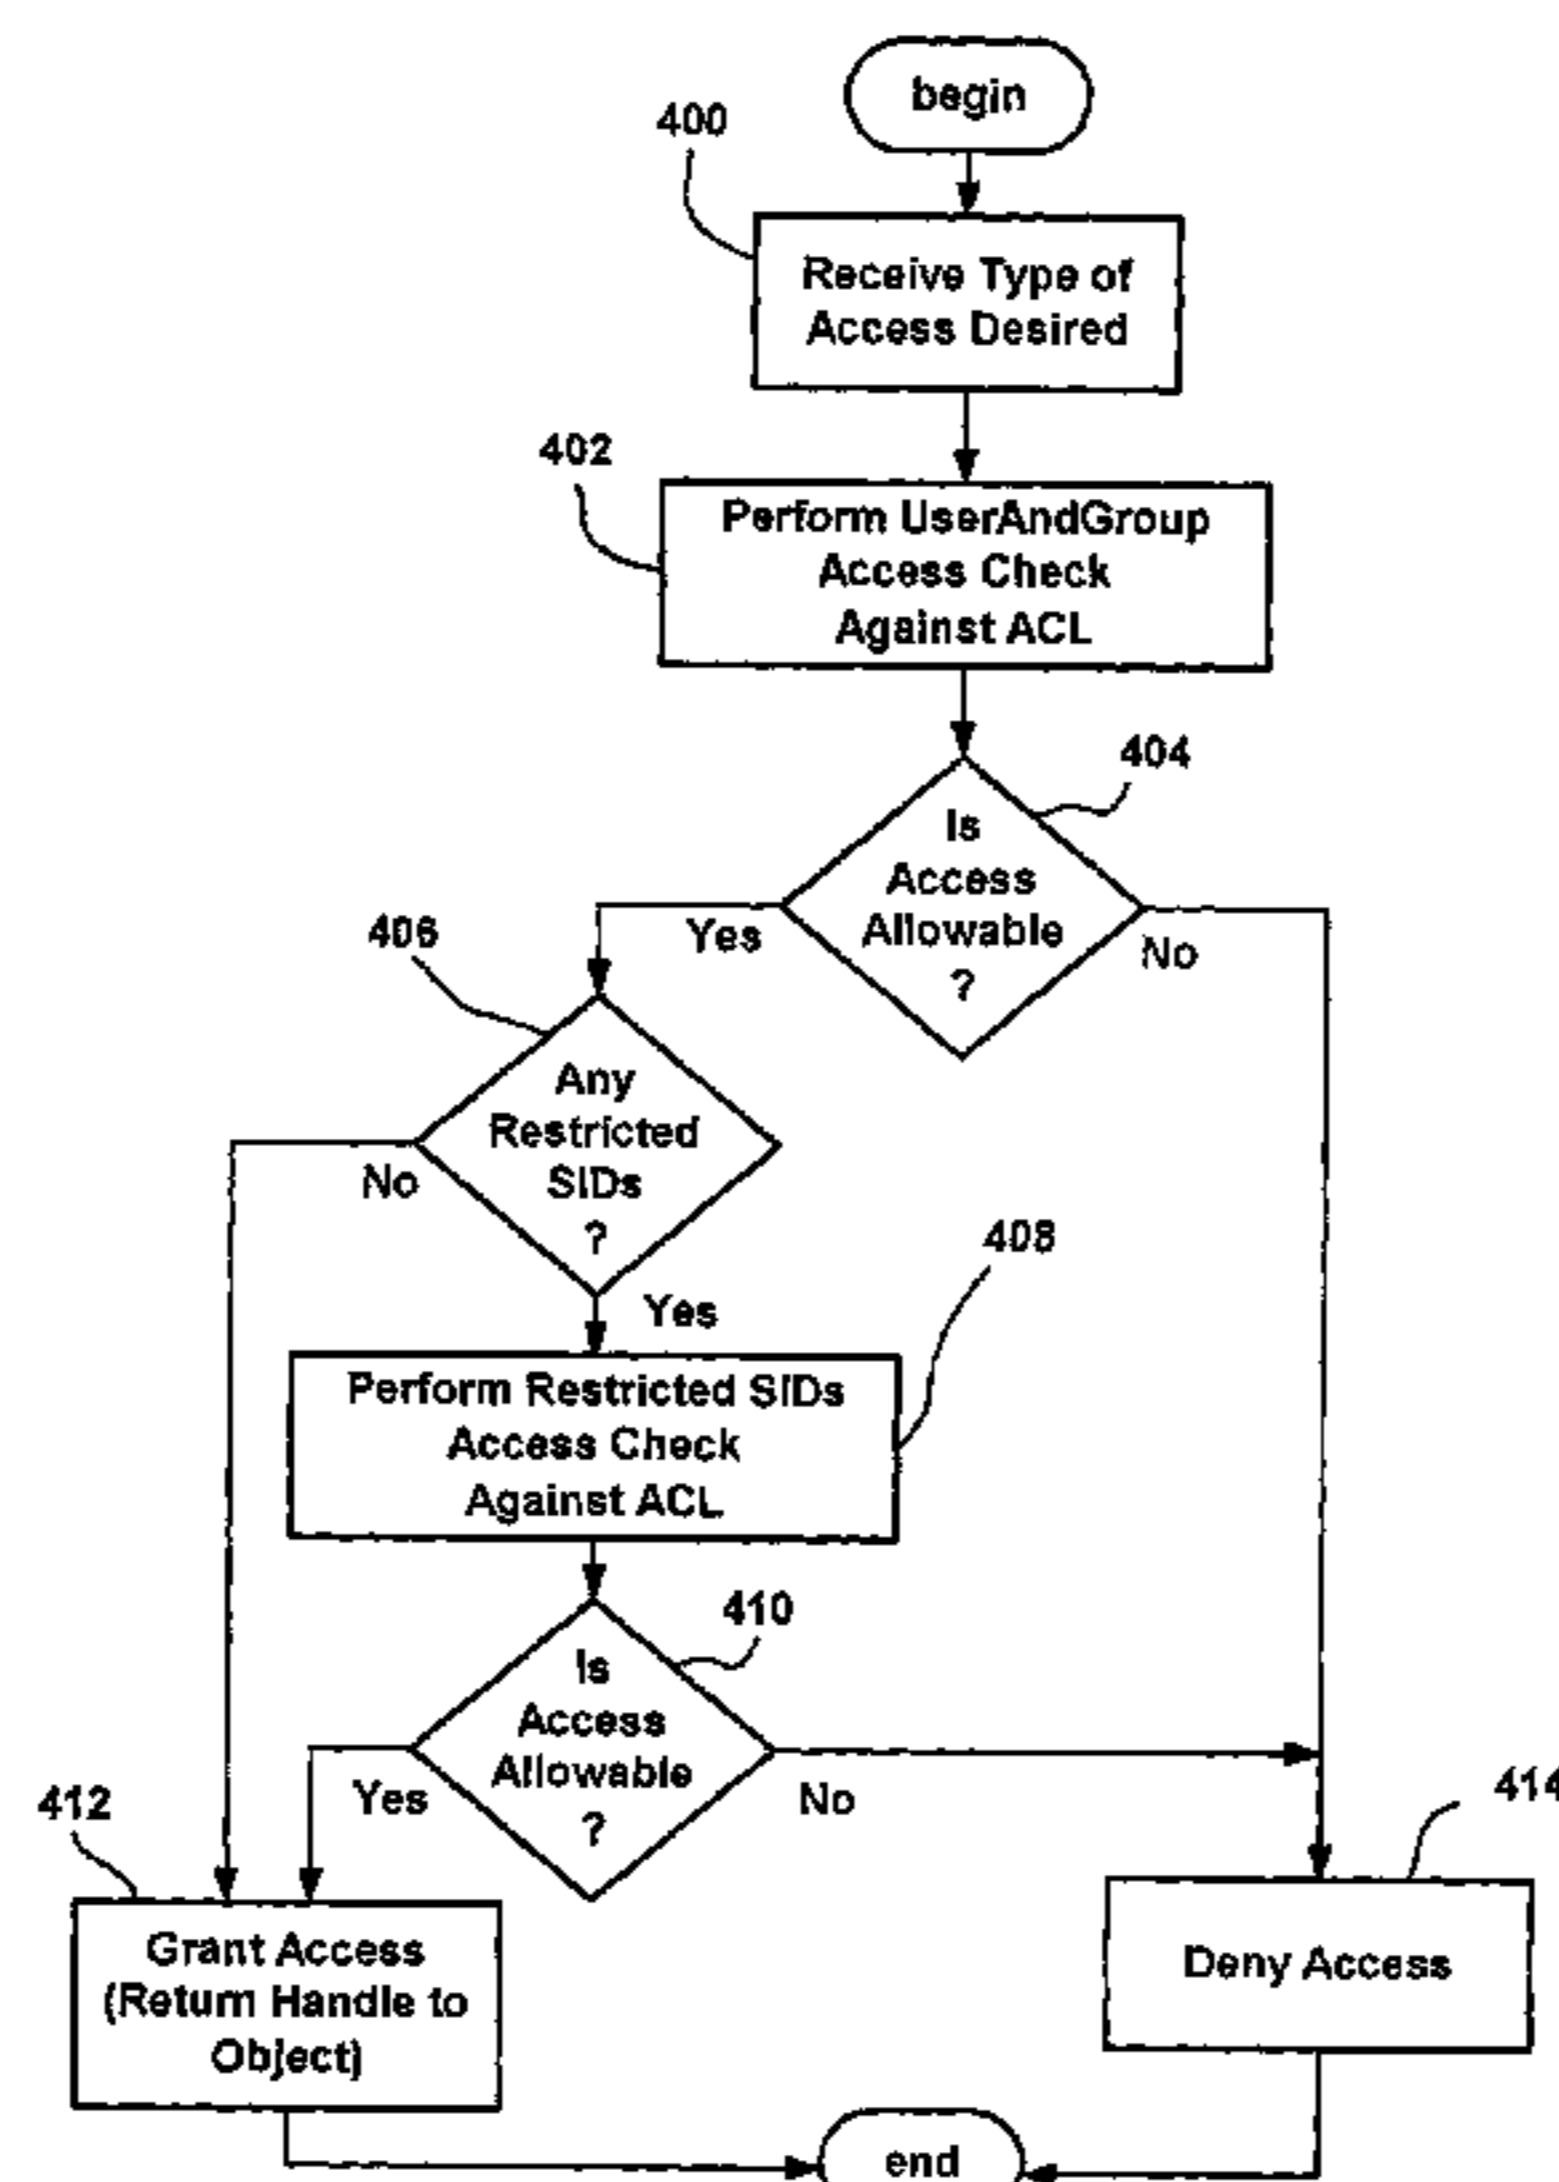 begin
400
Receive Type of
Access Desired
402
Perform UserAndGroup
Access Check
Against ACL
404
Is
Access
Allowable
?
Yes
No
406
Any
Restricted
SIDs
?
No
Yes
408
Perform Restricted SIDs
Access Check
Against ACL
410
Is
Access
Allowable
?
Yes
No
412
414
Grant Access
(Return Handle to
Object)
Deny Access
end